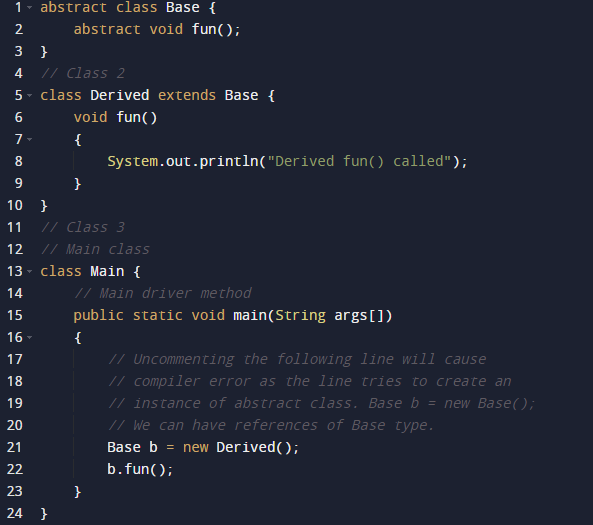 1 abstract class Base {
2     abstract void fun();
3 }
4 // Class 2
5 class Derived extends Base {
6     void fun()
7     {
8         System.out.println("Derived fun() called");
9     }
10 }
11 // Class 3
12 // Main class
13 class Main {
14     // Main driver method
15     public static void main(String args[])
16     {
17         // Uncommenting the following line will cause
18         // compiler error as the line tries to create an
19         // instance of abstract class. Base b = new Base();
20         // We can have references of Base type.
21         Base b = new Derived();
22         b.fun();
23     }
24 }